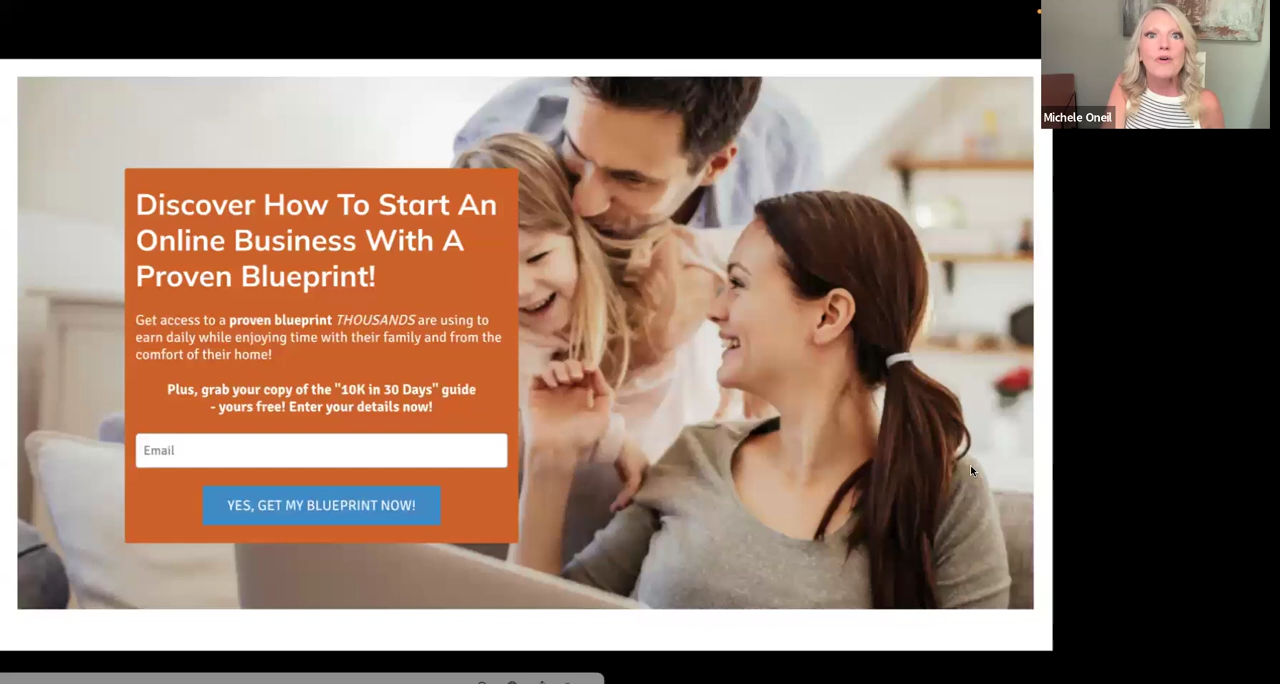 Michele Oneil
Discover How To Start An
Online Business With A
Proven Blueprint!
Get access to a proven blueprint THOUSANDS are using to
earn daily while enjoying time with their family and from the
comfort of their home!
Plus, grab your copy of the "10K in 30 Days" guide
- yours free! Enter your details now!
Email
YES, GET MY BLUEPRINT NOW!